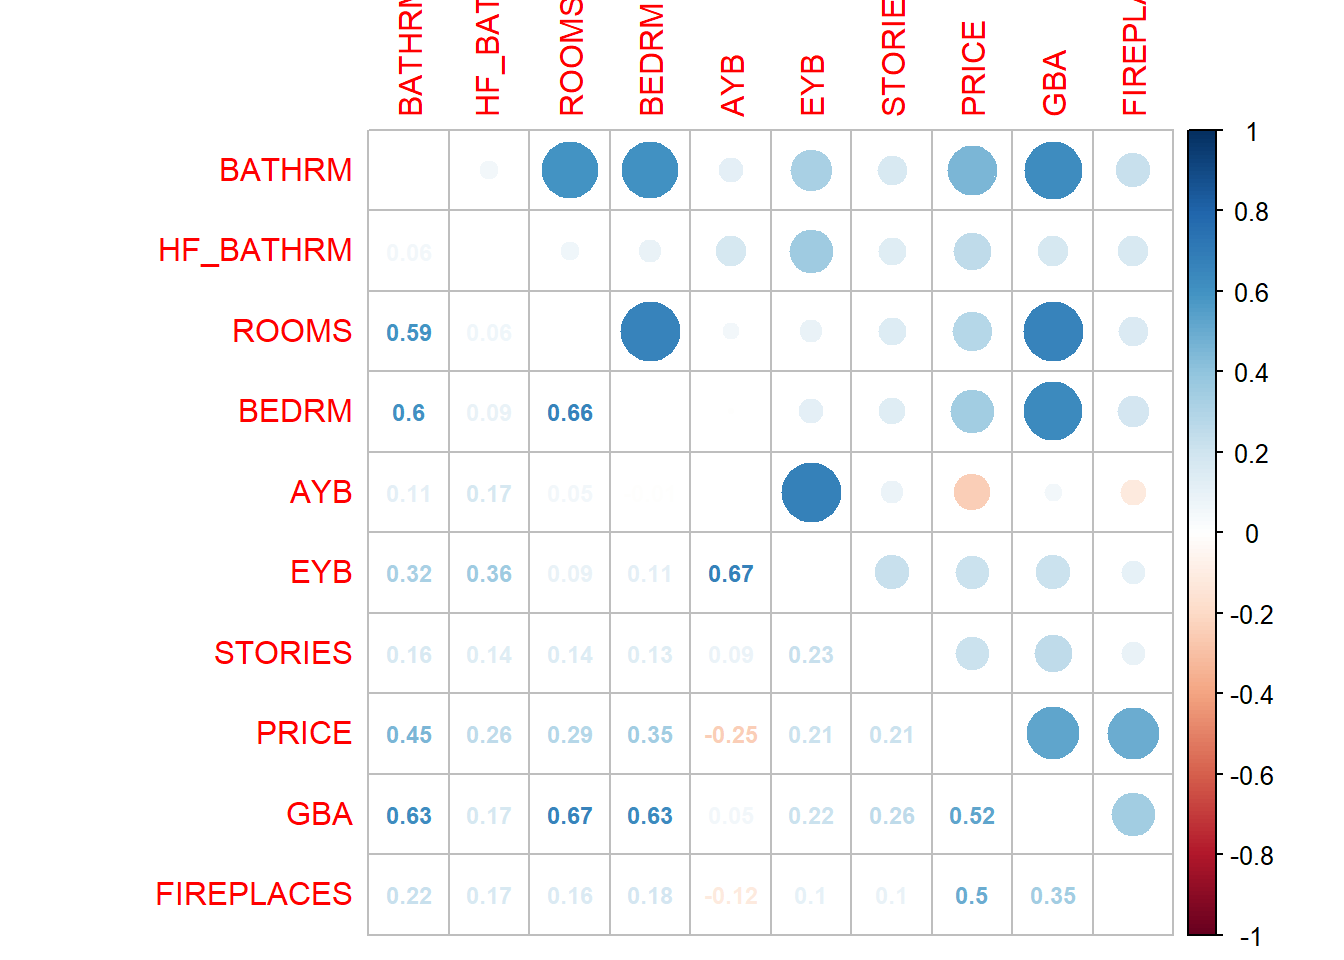 BATHRM HF_BAT ROOMS BEDRM AYB EYB STORIE PRICE GBA FIREPLA
1
BATHRM
0.8
HF_BATHRM 0.06
0.6
ROOMS 0.59 0.06
0.4
BEDRM 0.6 0.09 0.66
0.2
AYB 0.11 0.17 0.05
0
EYB 0.32 0.36 0.09 0.11 0.67
-0.2
STORIES 0.16 0.14 0.14 0.13 0.09 0.23
-0.4
PRICE 0.45 0.26 0.29 0.35 -0.25 0.21 0.21
-0.6
GBA 0.63 0.17 0.67 0.63 0.05 0.22 0.26 0.52
-0.8
FIREPLACES 0.22 0.17 0.16 0.18 -0.12 0.1 0.1 0.5 0.35
-1